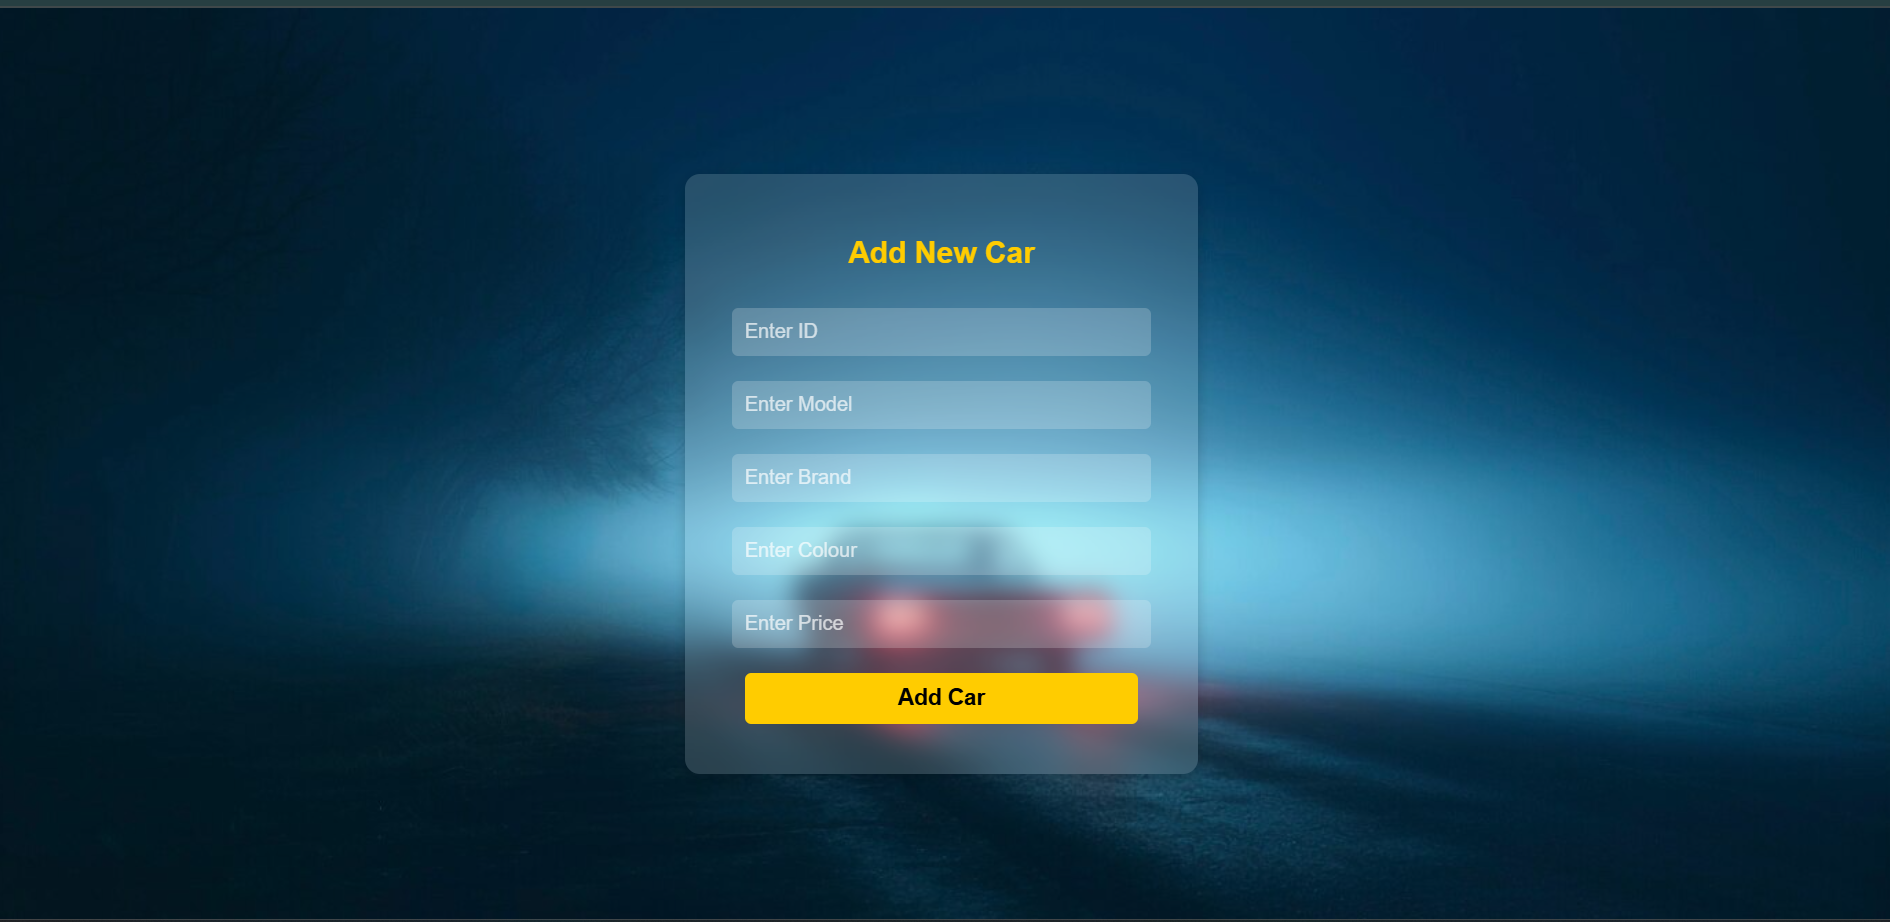 Add New Car
Enter ID
Enter Model
Enter Brand
Enter Colour
Enter Price
Add Car